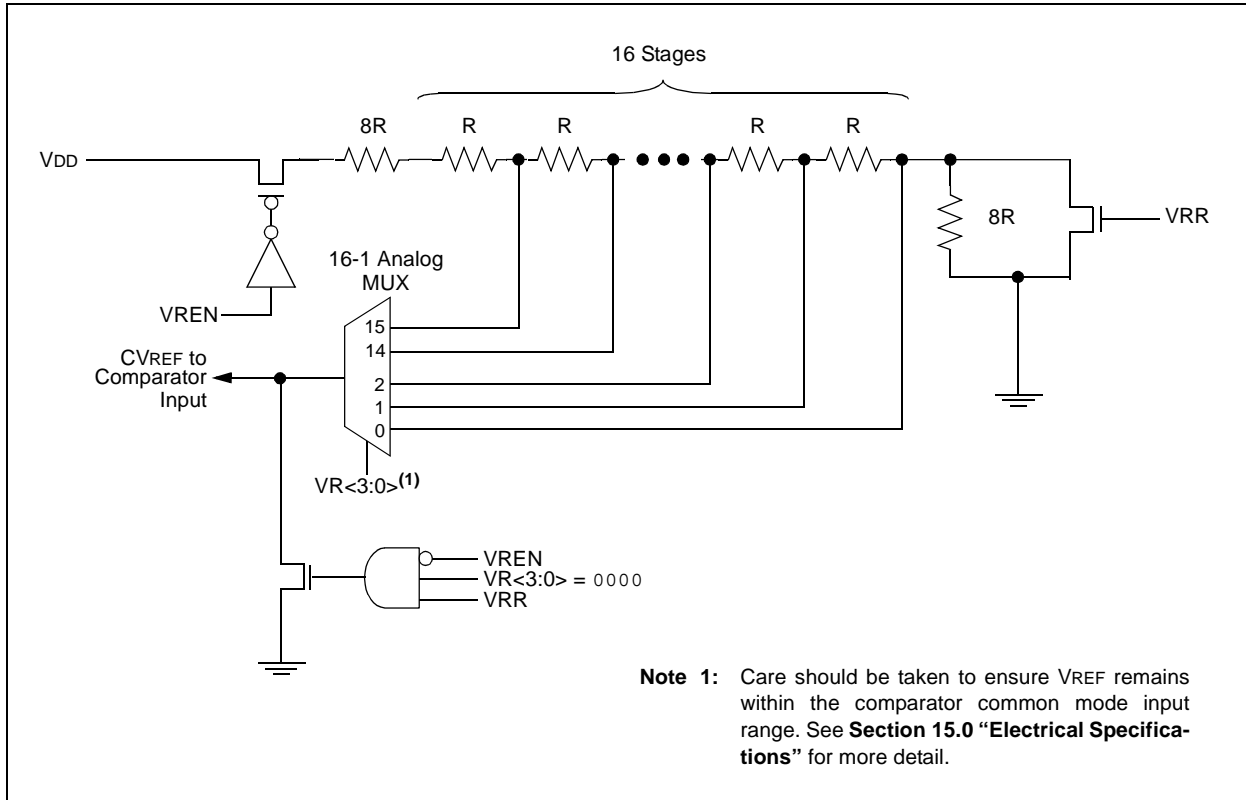 16 Stages
8R R R R R
VDD
8R
VRR
16-1 Analog
MUX
VREN
15
14
2
1
0
CVREF to
Comparator
Input
VR<3:0>(1)
VREN
VR<3:0> = 0000
VRR
Note 1: Care should be taken to ensure VREF remains
within the comparator common mode input
range. See Section 15.0 “Electrical Specifica-
tions” for more detail.